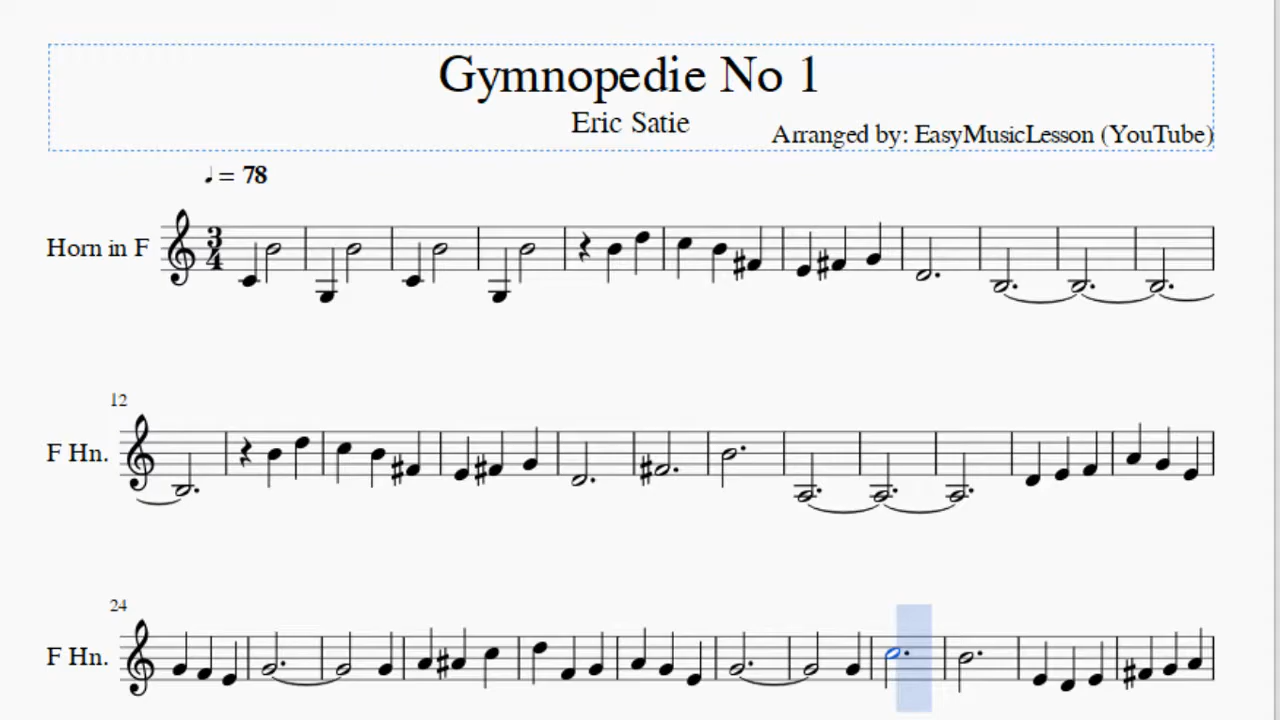 Gymnopedie No 1
Eric Satie
Arranged by: EasyMusicLesson (YouTube)
♩ = 78
Horn in F
3
4
12
F Hn.
24
F Hn.